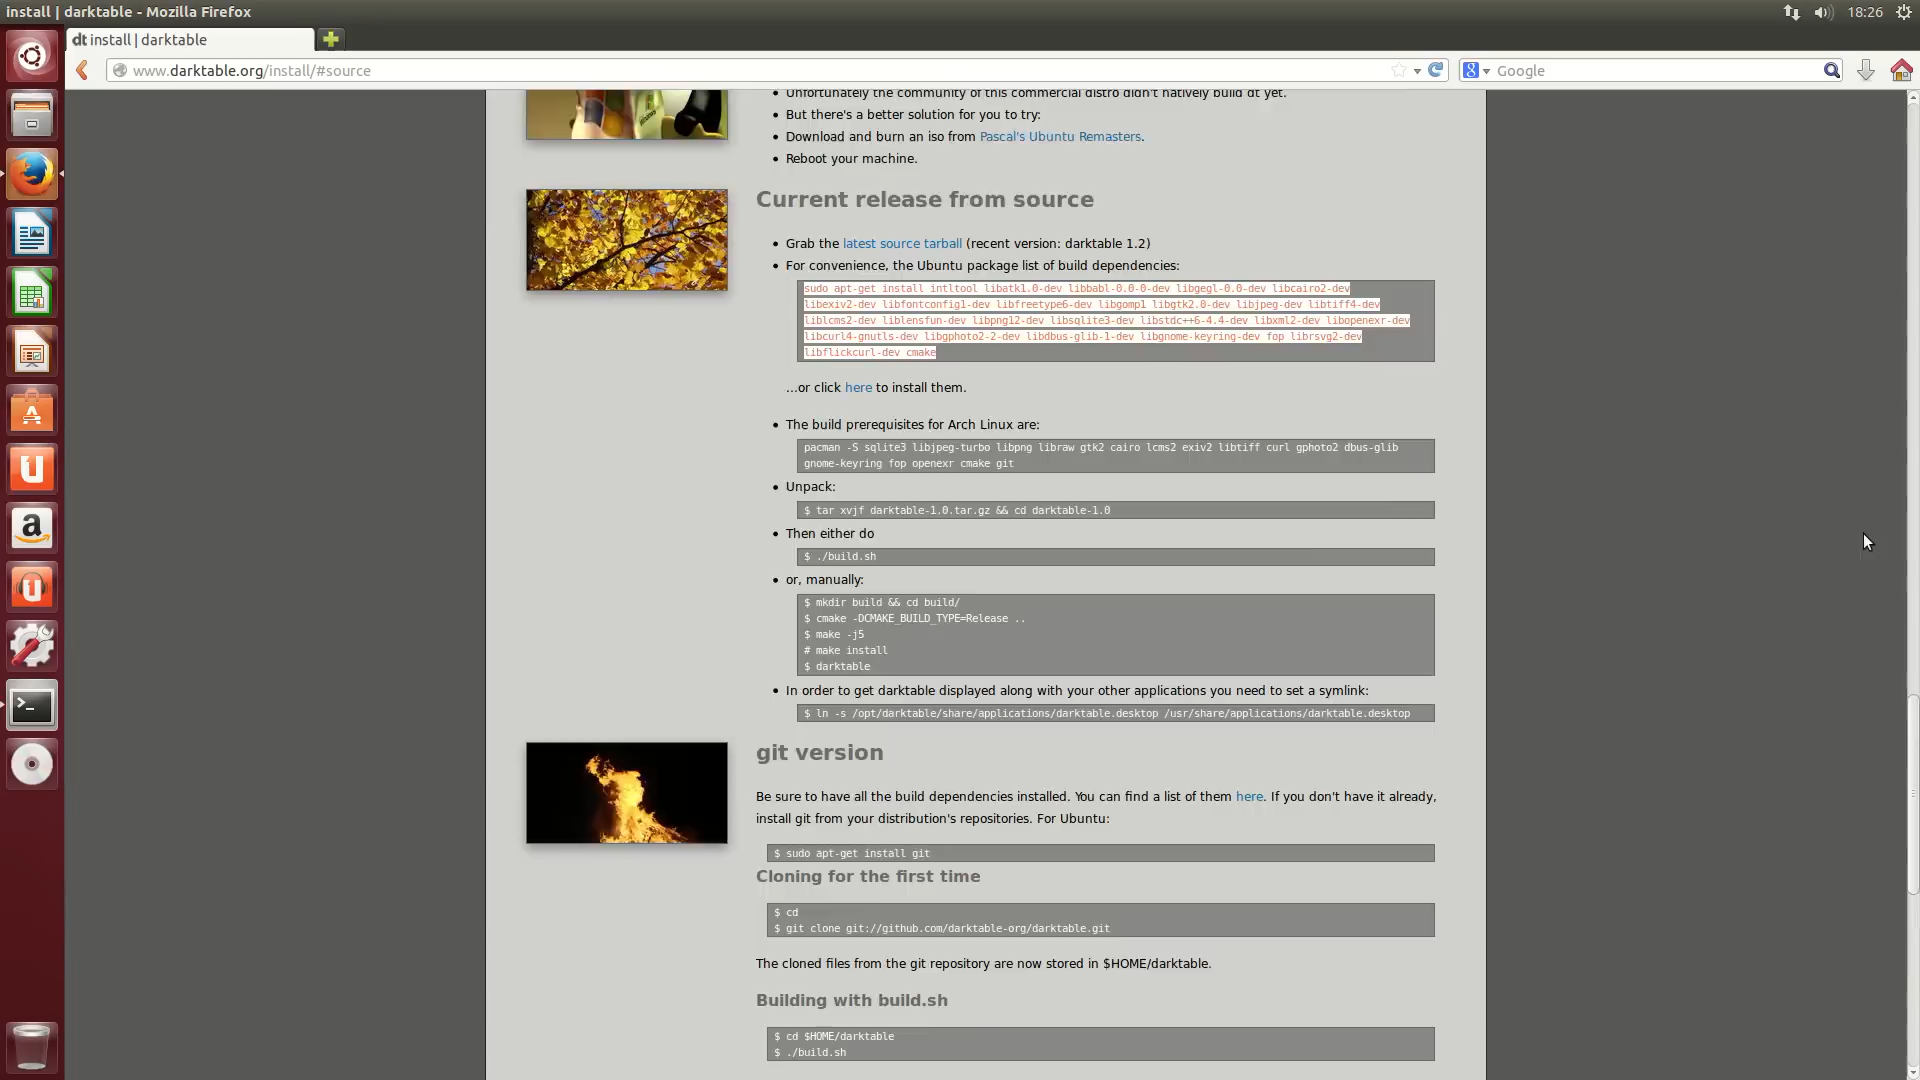 install | darktable - Mozilla Firefox
18:26
dt install | darktable
www.darktable.org/install/#source
8
Google
Unfortunately the community of this commercial distro didn't natively build dt yet.
But there's a better solution for you to try:
Download and burn an iso from Pascal's Ubuntu Remasters.
Reboot your machine.
Current release from source
Grab the latest source tarball (recent version: darktable 1.2)
For convenience, the Ubuntu package list of build dependencies:
sudo apt-get install intltool libatk1.0-dev libbabl-0.0-0-dev libgegl-0.0-dev libcairo2-dev
libexiv2-dev libfontconfig1-dev libfreetype6-dev libgomp1 libgtk2.0-dev libjpeg-dev libtiff4-dev
liblcms2-dev liblensfun-dev libpng12-dev libsqlite3-dev libstdc++6-4.4-dev libxml2-dev libopenexr-dev
libcurl4-gnutls-dev libgphoto2-2-dev libdbus-glib-1-dev libgnome-keyring-dev fop librsvg2-dev
libflickcurl-dev cmake
...or click here to install them.
The build prerequisites for Arch Linux are:
pacman -S sqlite3 libjpeg-turbo libpng libraw gtk2 cairo lcms2 exiv2 libtiff curl gphoto2 dbus-glib
gnome-keyring fop openexr cmake git
Unpack:
$ tar xvjf darktable-1.0.tar.gz && cd darktable-1.0
Then either do
$ ./build.sh
or, manually:
$ mkdir build && cd build/
$ cmake -DCMAKE_BUILD_TYPE=Release ..
$ make -j5
# make install
$ darktable
In order to get darktable displayed along with your other applications you need to set a symlink:
$ ln -s /opt/darktable/share/applications/darktable.desktop /usr/share/applications/darktable.desktop
git version
Be sure to have all the build dependencies installed. You can find a list of them here. If you don't have it already,
install git from your distribution's repositories. For Ubuntu:
$ sudo apt-get install git
Cloning for the first time
$ cd
$ git clone git://github.com/darktable-org/darktable.git
The cloned files from the git repository are now stored in $HOME/darktable.
Building with build.sh
$ cd $HOME/darktable
$ ./build.sh